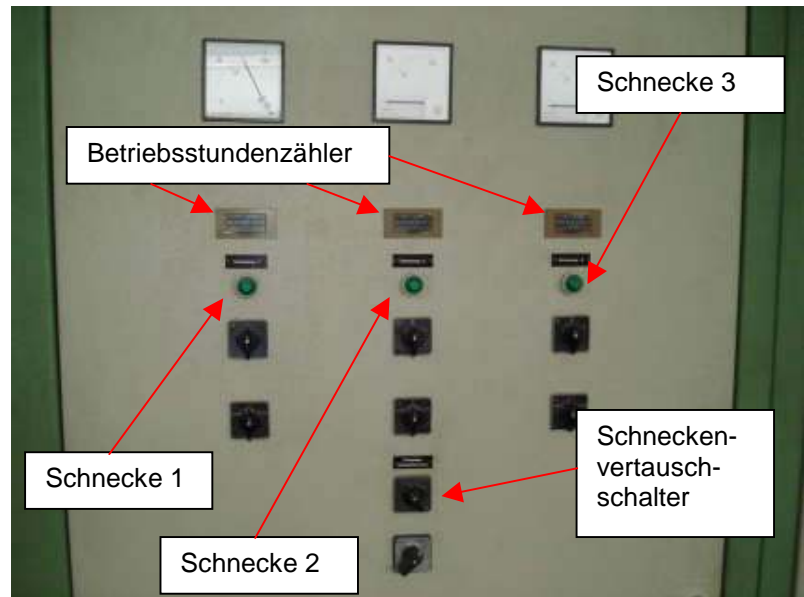 Schnecke 3
Betriebsstundenzähler
Schnecke 1
Schnecke 2
Schnecken-
vertausch-
schalter